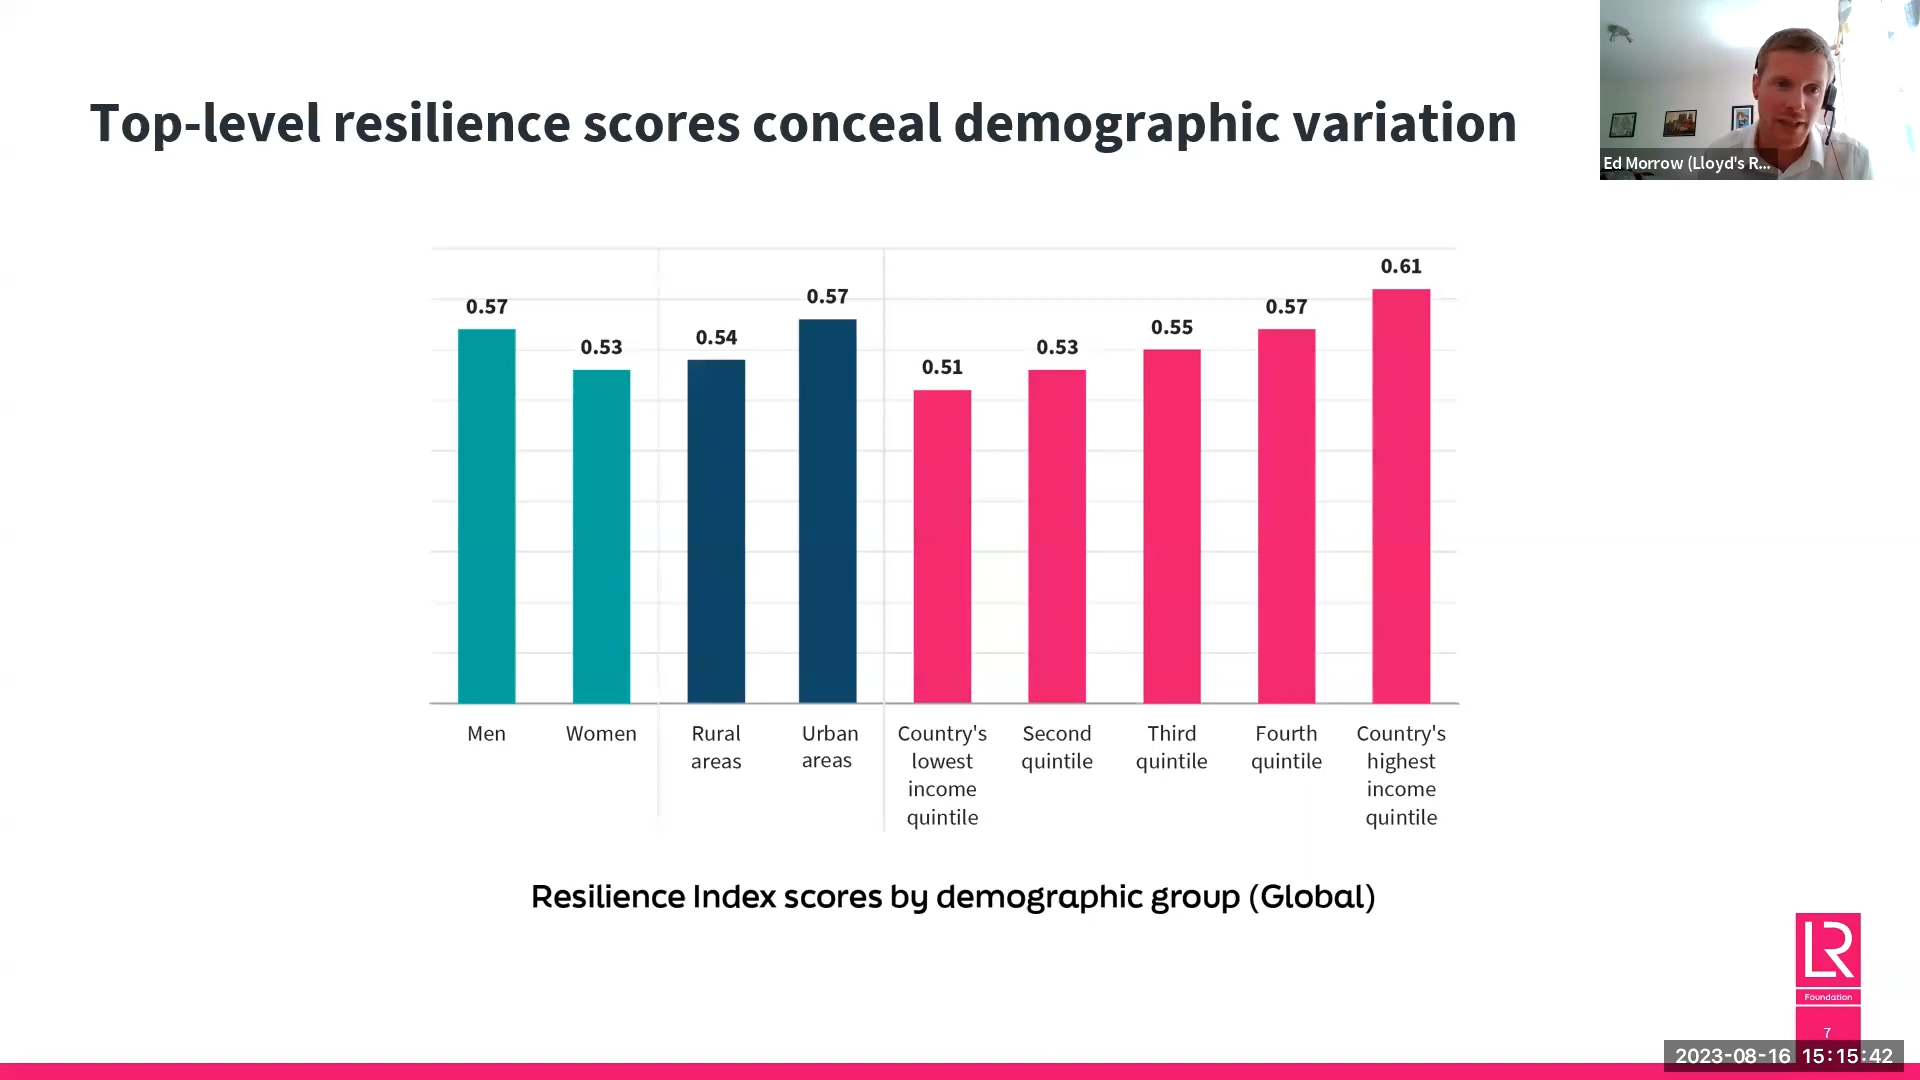 Top-level resilience scores conceal demographic variation
Ed Morrow (Lloyd's R...
0.57
0.53
0.54
0.57
0.51
0.53
0.55
0.57
0.61
Men
Women
Rural
areas
Urban
areas
Country's
lowest
income
quintile
Second
quintile
Third
quintile
Fourth
quintile
Country's
highest
income
quintile
Resilience Index scores by demographic group (Global)
LR
Foundation
7
2023-08-16 15:15:42